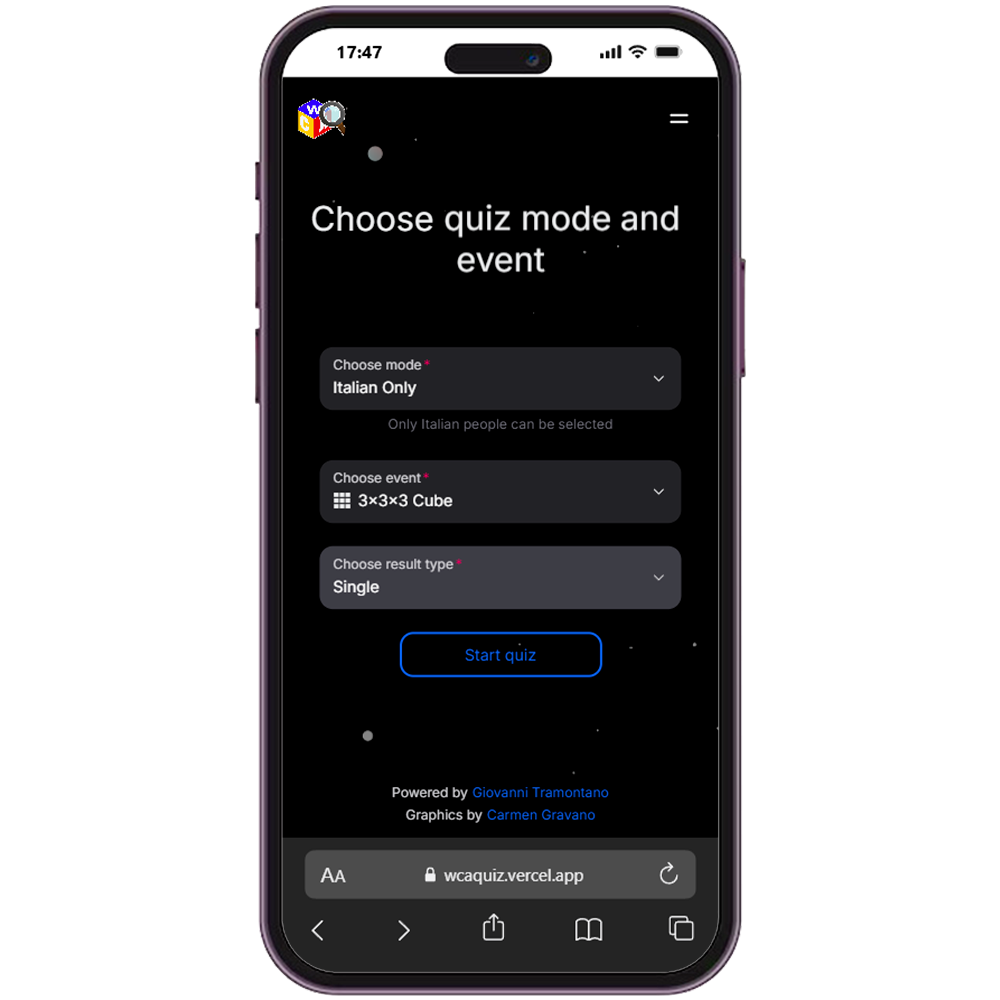 17:47
W
C
Choose quiz mode and
event
Choose mode*
Italian Only
Only Italian people can be selected
Choose event*
3×3×3 Cube
Choose result type*
Single
Start quiz
Powered by Giovanni Tramontano
Graphics by Carmen Gravano
AA wcaquiz.vercel.app